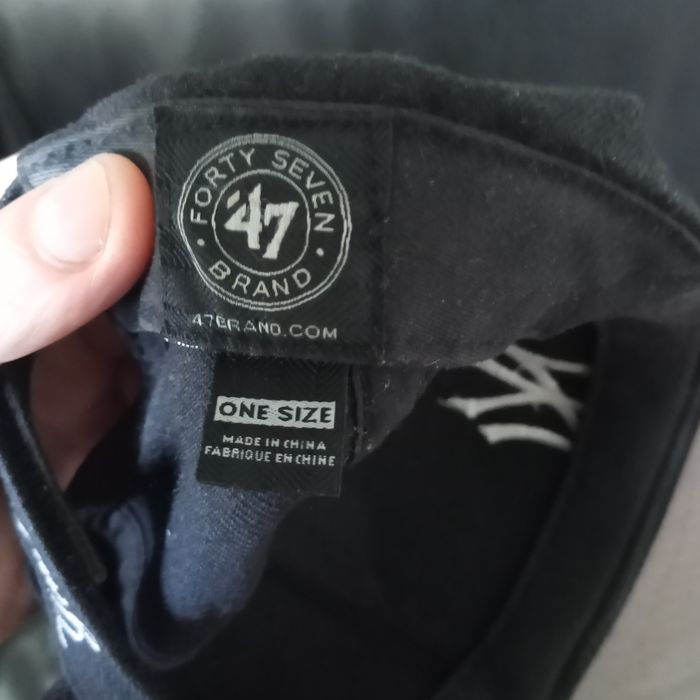 FORTY SEVEN
'47
BRAND
47BRAND.COM
ONE SIZE
MADE IN CHINA
FABRIQUE EN CHINE